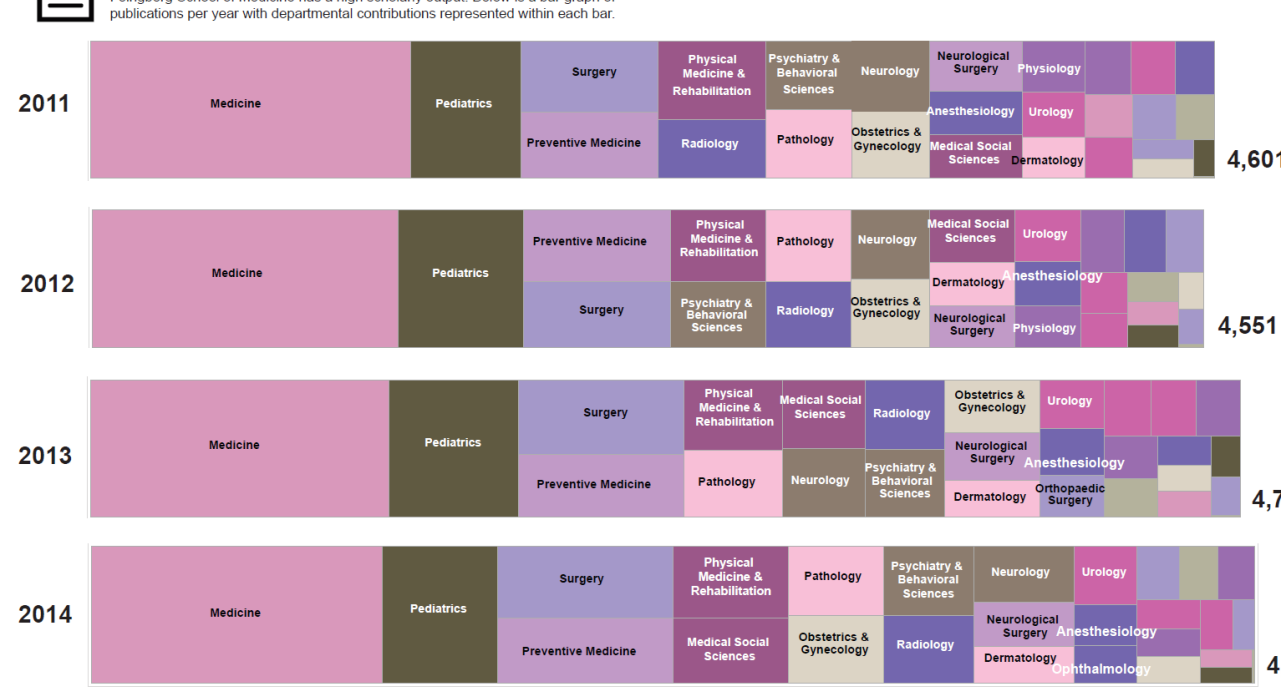 publications per year with departmental contributions represented within each bar.
2011
Medicine
Pediatrics
Surgery
Preventive Medicine
Physical
Medicine &
Rehabilitation
Radiology
Psychiatry &
Behavioral
Sciences
Pathology
Neurology
Obstetrics &
Gynecology
Neurological
Surgery
Anesthesiology
Medical Social
Sciences
Physiology
Urology
Dermatology
4,601
2012
Medicine
Pediatrics
Preventive Medicine
Surgery
Physical
Medicine &
Rehabilitation
Psychiatry &
Behavioral
Sciences
Pathology
Radiology
Neurology
Obstetrics &
Gynecology
Medical Social
Sciences
Dermatology
Neurological
Surgery
Urology
Anesthesiology
Physiology
4,551
2013
Medicine
Pediatrics
Surgery
Preventive Medicine
Physical
Medicine &
Rehabilitation
Pathology
Medical Social
Sciences
Neurology
Radiology
Psychiatry &
Behavioral
Sciences
Obstetrics &
Gynecology
Neurological
Surgery
Dermatology
Urology
Anesthesiology
Orthopaedic
Surgery
4,7
2014
Medicine
Pediatrics
Surgery
Preventive Medicine
Physical
Medicine &
Rehabilitation
Medical Social
Sciences
Pathology
Obstetrics &
Gynecology
Psychiatry &
Behavioral
Sciences
Radiology
Neurology
Neurological
Surgery
Dermatology
Urology
Anesthesiology
Ophthalmology
4